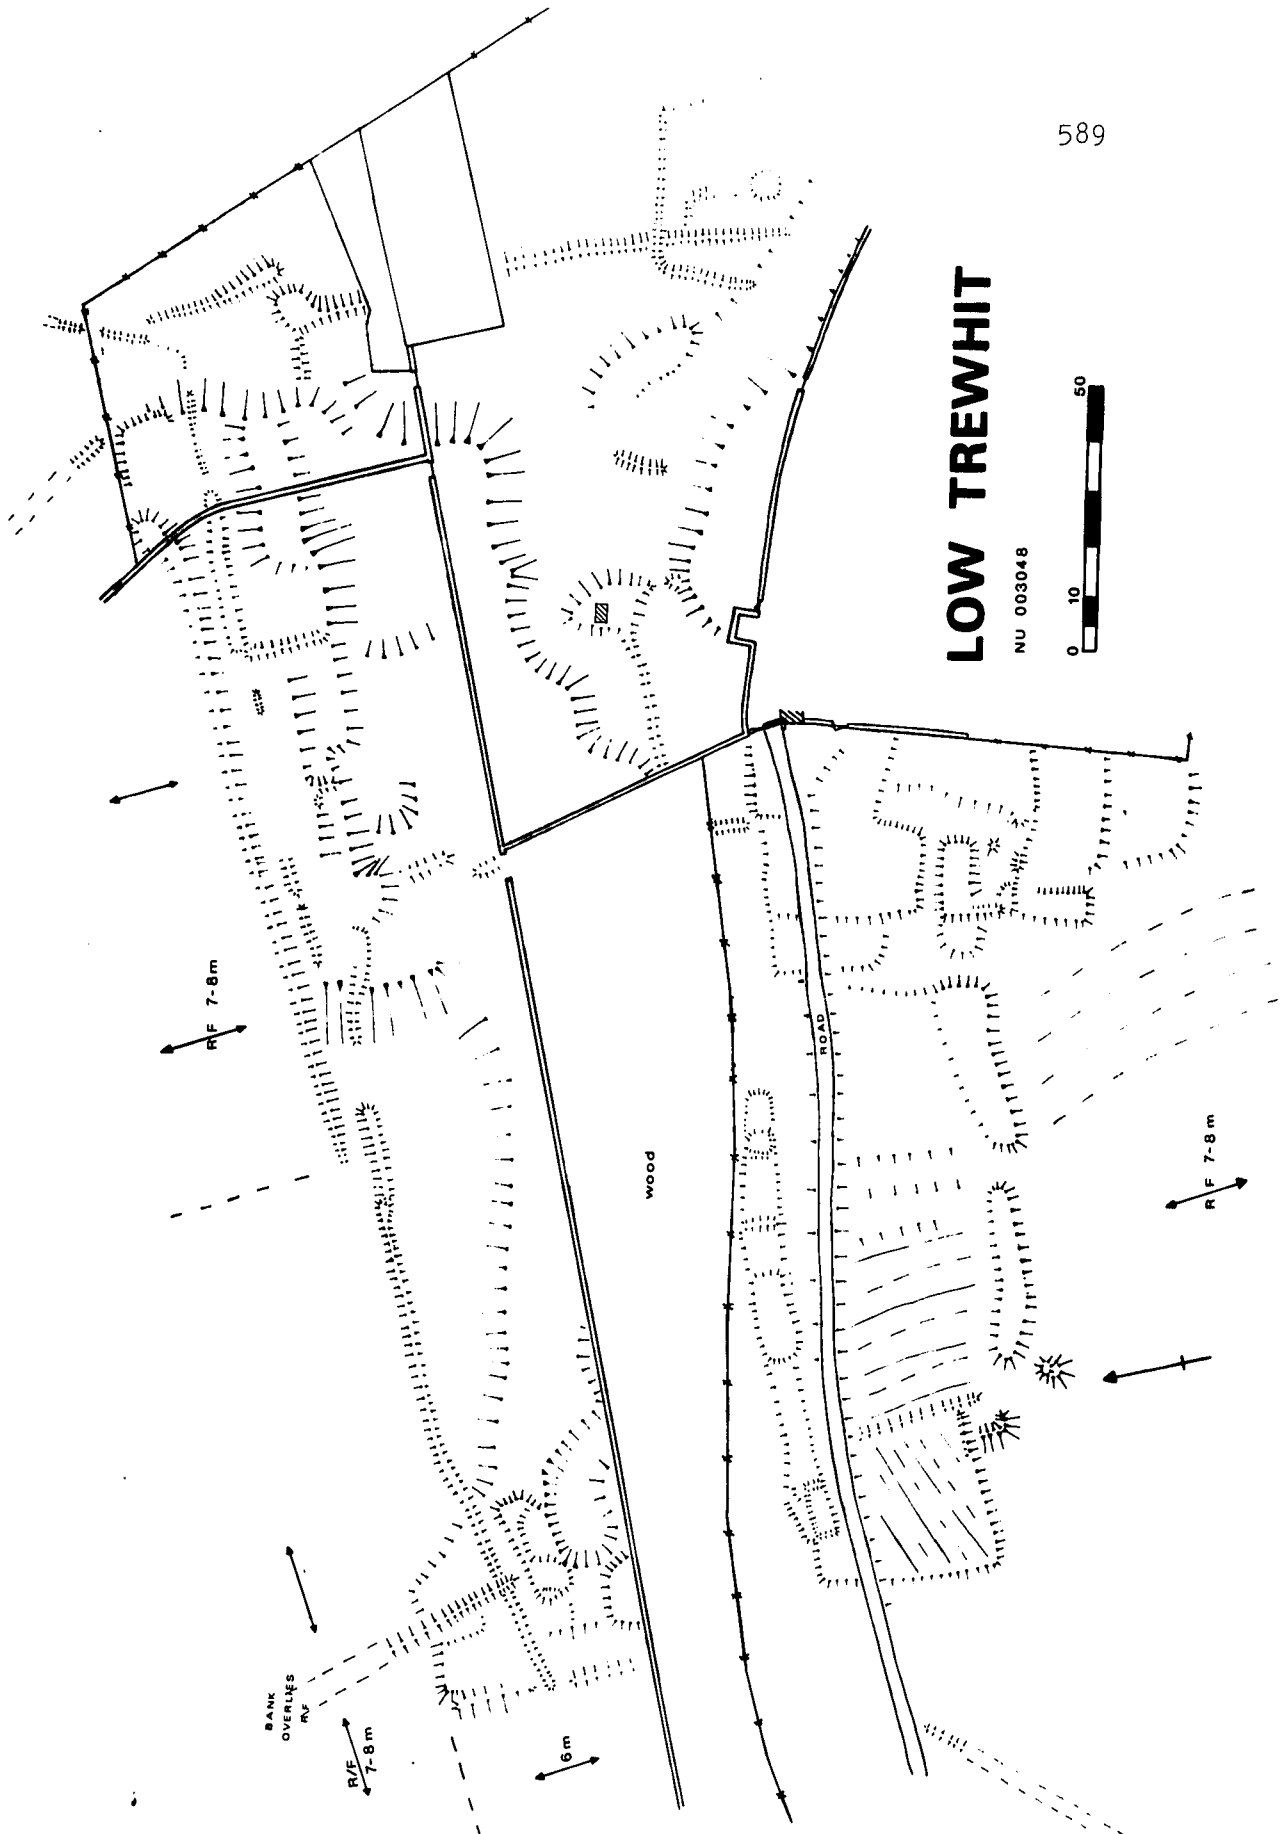 589
LOW TREWHIT
NU 003048
0 10 50
R/F 7-8m
WOOD
ROAD
R/F 7-8m
BANK
OVERLIES
R/F
R/F
7-8m
6m